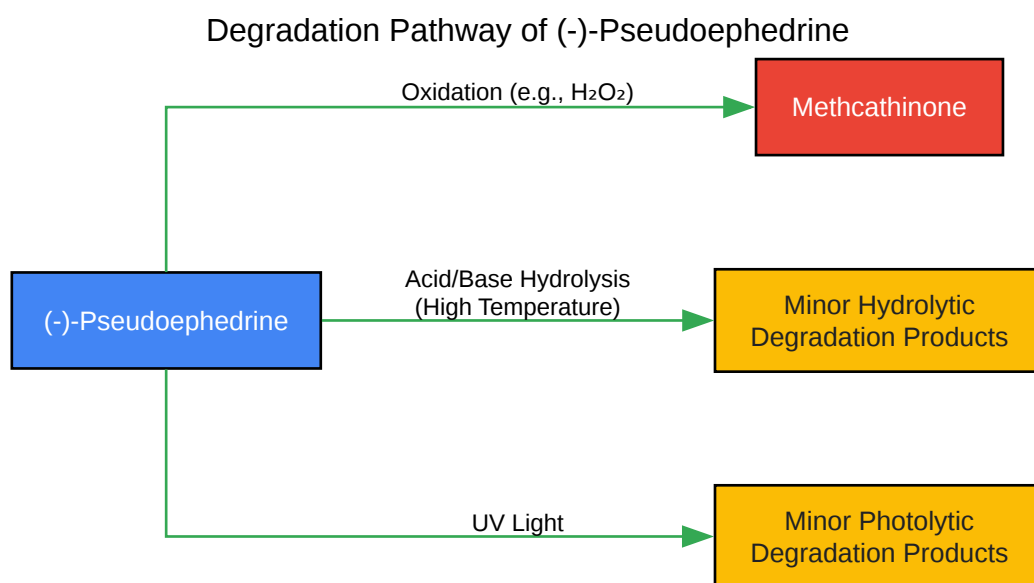 Degradation Pathway of (-)-Pseudoephedrine
Oxidation (e.g., H₂O₂)
Methcathinone
Acid/Base Hydrolysis
(High Temperature)
(-)-Pseudoephedrine
Minor Hydrolytic
Degradation Products
UV Light
Minor Photolytic
Degradation Products